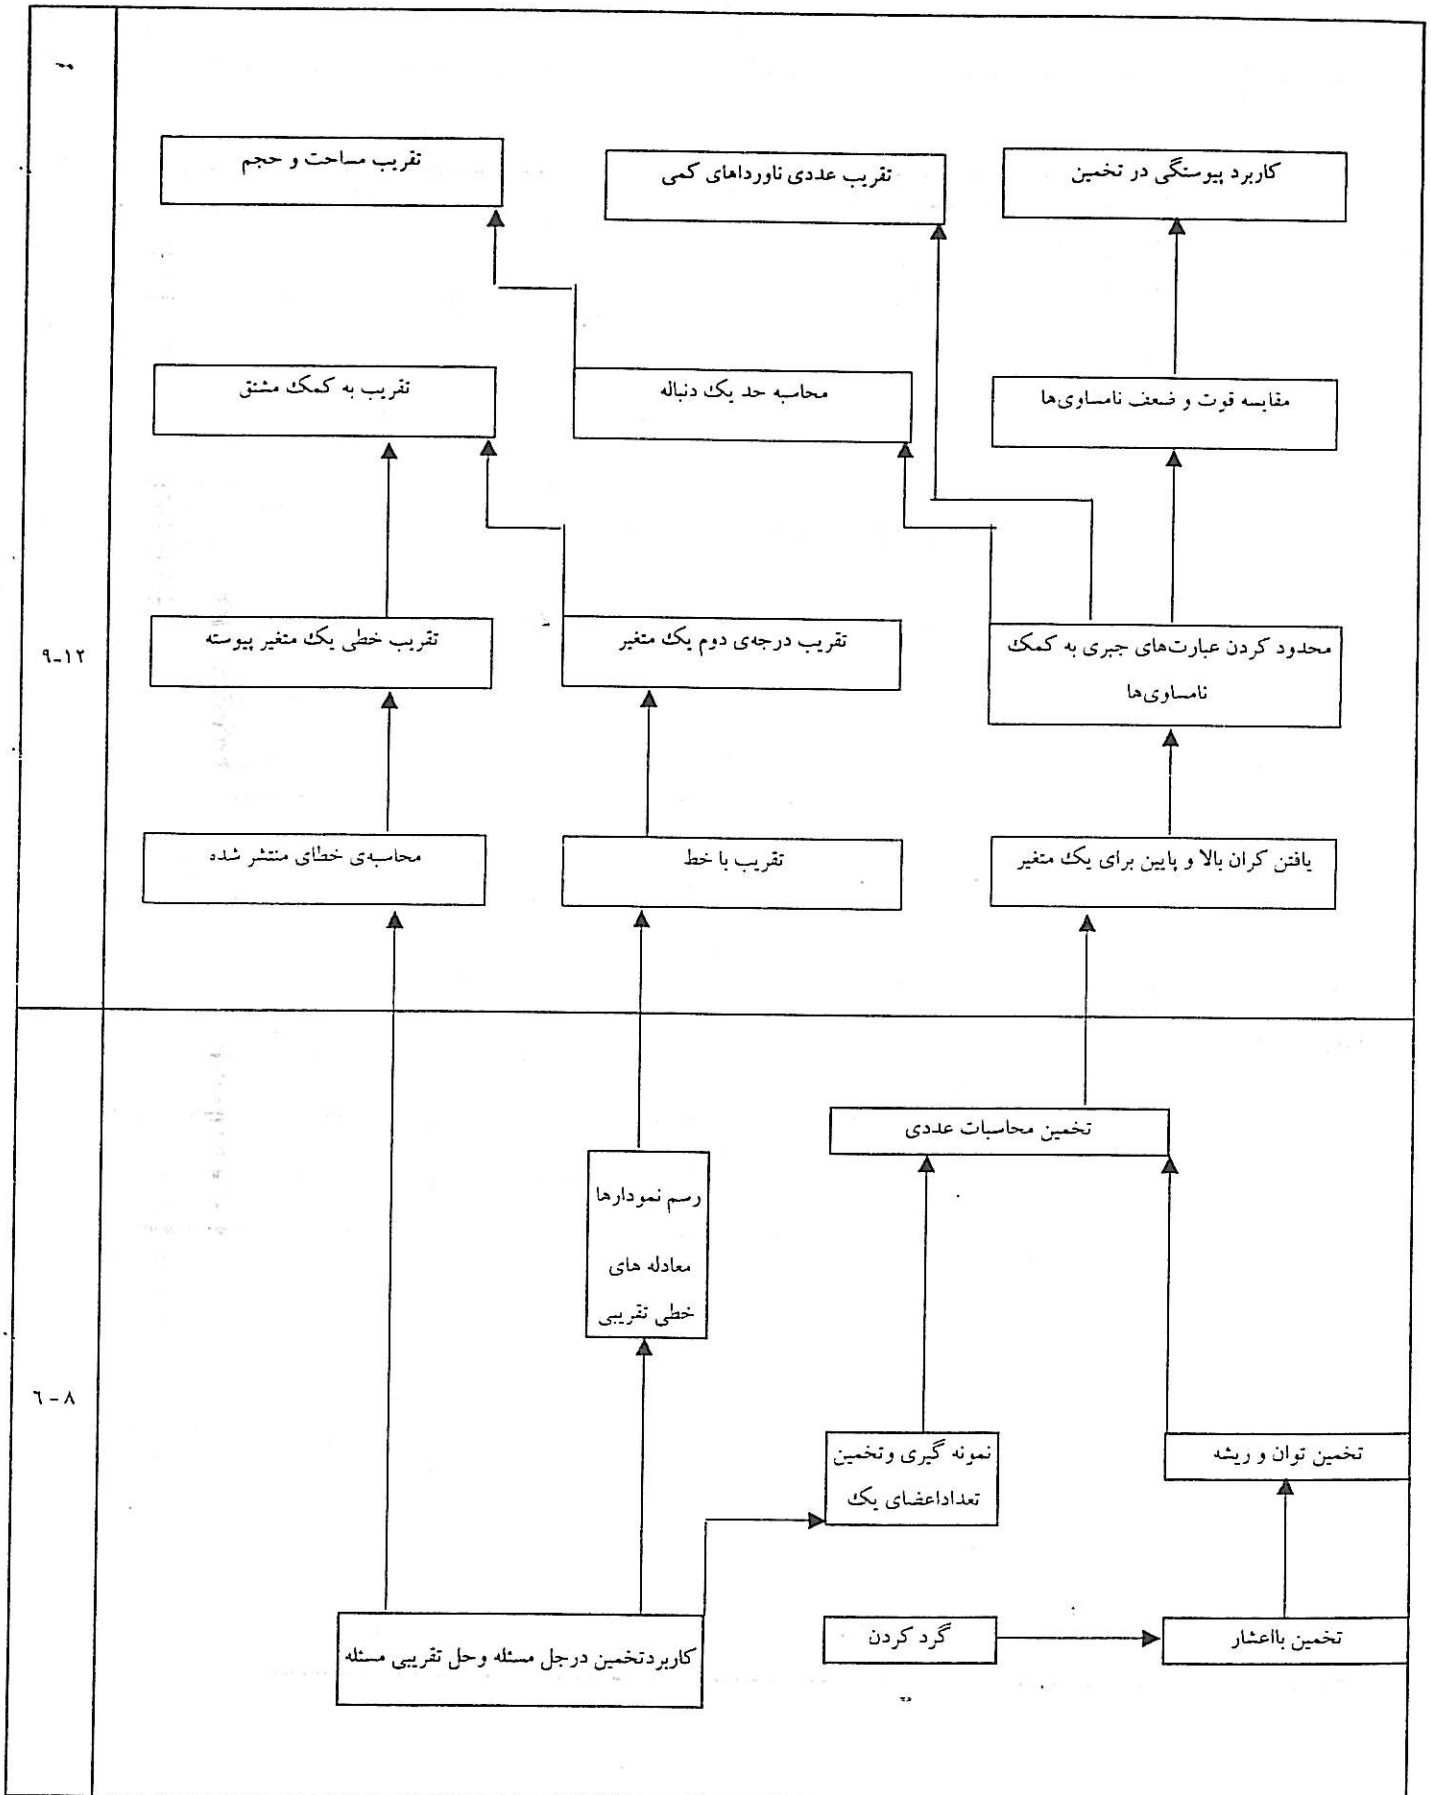 کاربرد پیوستگی در تخمین
تقریب عددی ناورداهای کمی
تقریب مساحت و حجم
مقایسه قوت و ضعف نامساوی‌ها
محاسبه حد یک دنباله
تقریب به کمک مشتق
محدود کردن عبارت‌های جبری به کمک
نامساوی‌ها
تقریب درجه‌ی دوم یک متغیر
تقریب خطی یک متغیر پیوسته
۹-۱۲
یافتن کران بالا و پایین برای یک متغیر
تقریب با خط
محاسبه‌ی خطای منتشر شده
تخمین محاسبات عددی
رسم نمودارها
معادله های
خطی تقریبی
۶-۸
تخمین توان و ریشه
نمونه گیری وتخمین
تعداداعضای یک
تخمین بااعشار
گرد کردن
کاربردتخمین درجل مسئله وحل تقریبی مسئله